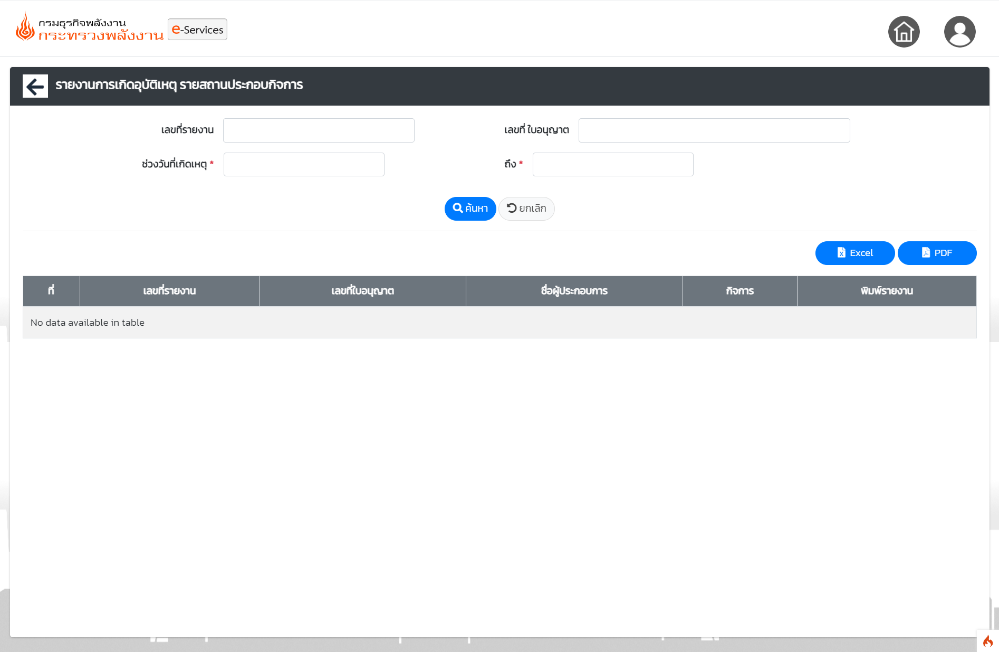 กรมธุรกิจพลังงาน
กระทรวงพลังงาน
e-Services
รายงานการเกิดอุบัติเหตุ รายสถานประกอบกิจการ
เลขที่รายงาน
เลขที่ ใบอนุญาต
ช่วงวันที่เกิดเหตุ *
ถึง *
ค้นหา
ยกเลิก
Excel
PDF
ที่ เลขที่รายงาน เลขที่ใบอนุญาต ชื่อผู้ประกอบการ กิจการ พิมพ์รายงาน
No data available in table